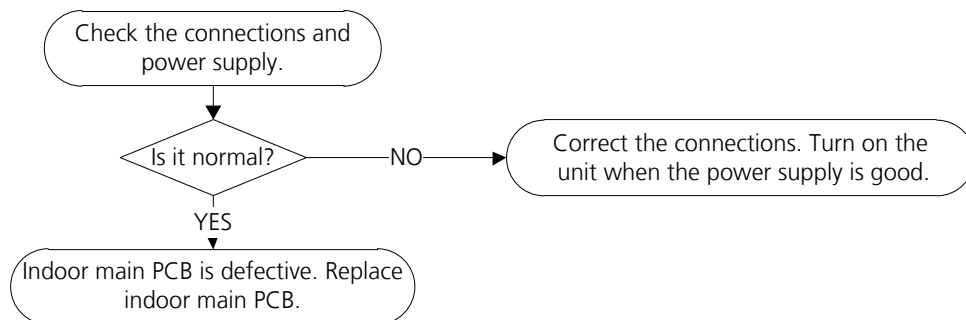 Check the connections and
power supply.
Is it normal?
NO
Correct the connections. Turn on the
unit when the power supply is good.
YES
Indoor main PCB is defective. Replace
indoor main PCB.